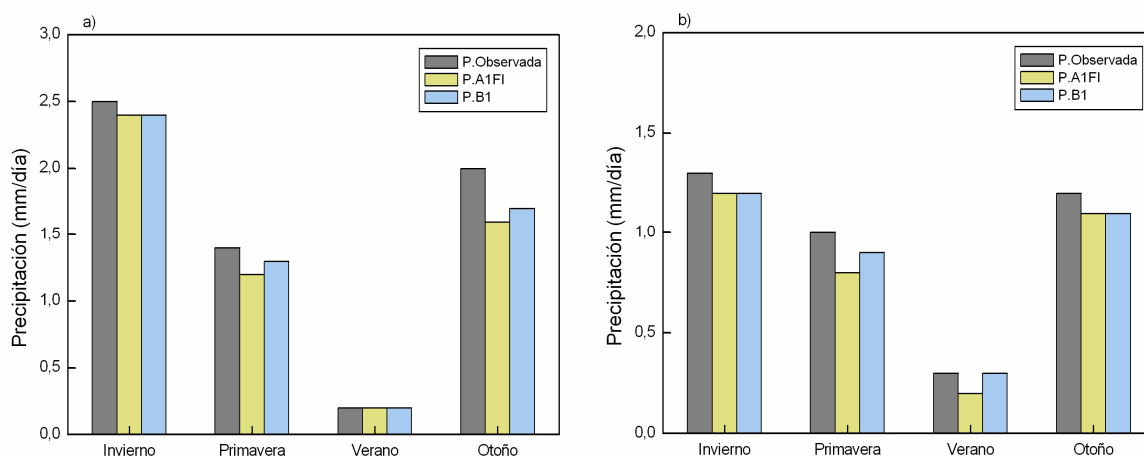 a)
Precipitación (mm/día)
3,0
2,5
2,0
1,5
1,0
0,5
0,0
P.Observada
P.A1FI
P.B1
Invierno Primavera Verano Otoño
b)
Precipitación (mm/día)
2,0
1,5
1,0
0,5
0,0
P.Observada
P.A1FI
P.B1
Invierno Primavera Verano Otoño